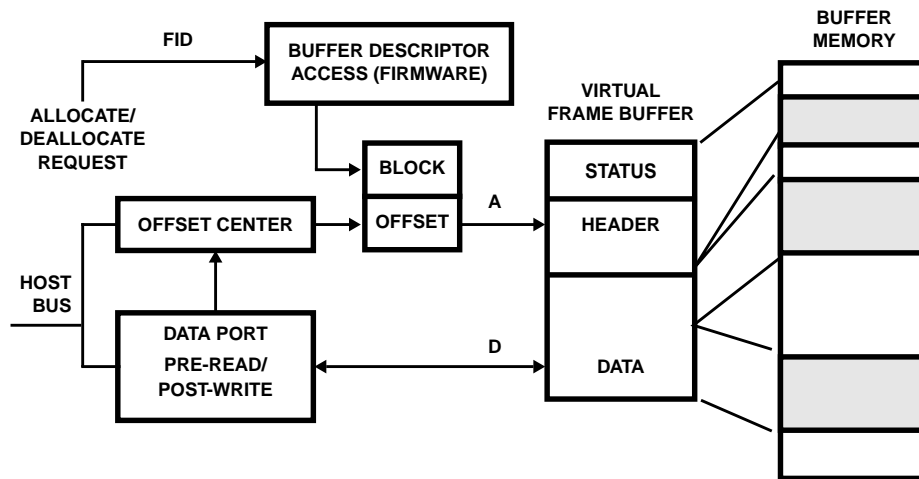 FID
BUFFER DESCRIPTOR
ACCESS (FIRMWARE)
BUFFER
MEMORY
ALLOCATE/
DEALLOCATE
REQUEST
VIRTUAL
FRAME BUFFER
BLOCK
OFFSET
A
STATUS
HEADER
OFFSET CENTER
HOST
BUS
DATA PORT
PRE-READ/
POST-WRITE
D
DATA